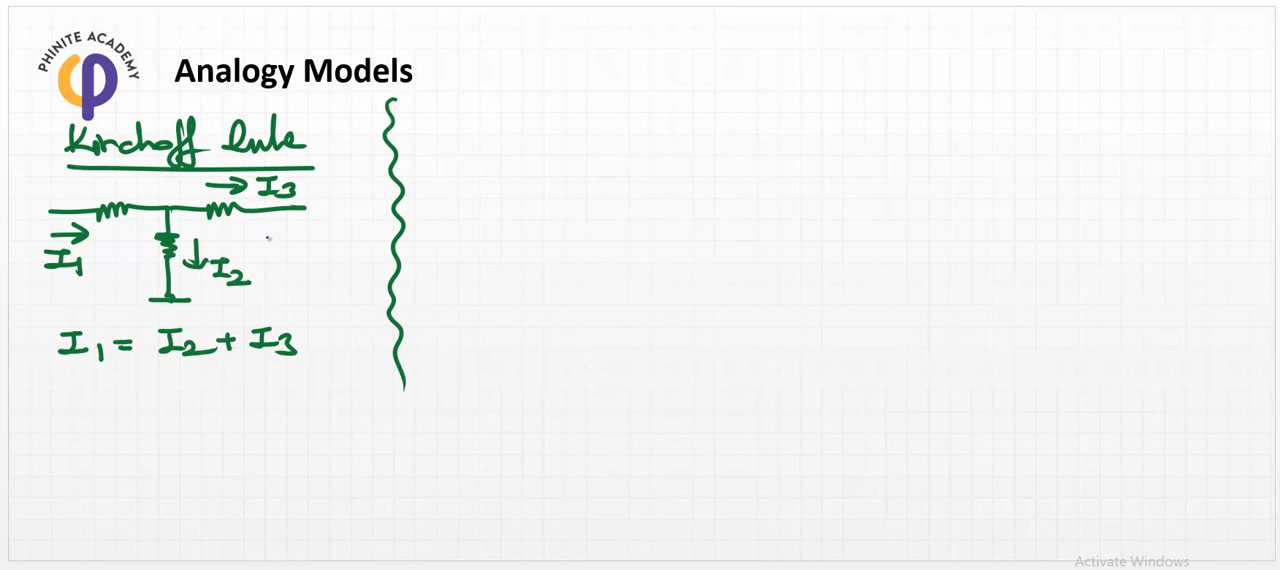 PHINITE ACADEMY
Analogy Models
Kirchoff Rule
I3
I1
I2
I1 = I2 + I3
Activate Windows